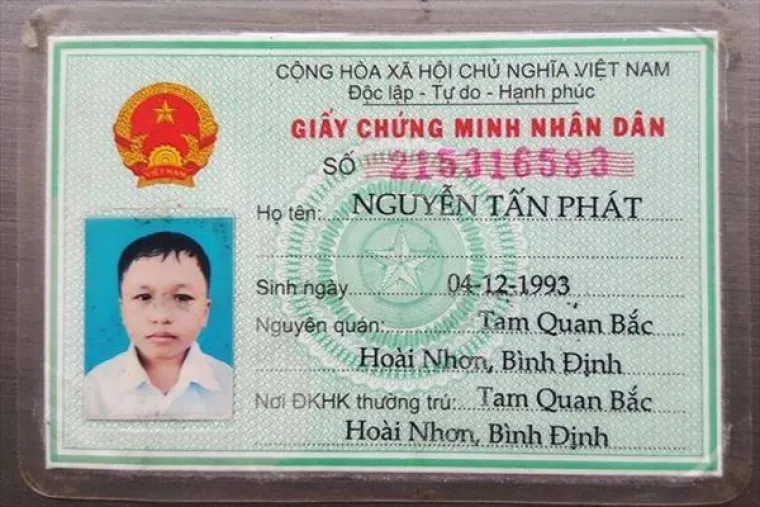 CỘNG HÒA XÃ HỘI CHỦ NGHĨA VIỆT NAM
Độc lập - Tự do - Hạnh phúc
GIẤY CHỨNG MINH NHÂN DÂN
SỐ 215316583
Họ tên: NGUYỄN TẤN PHÁT
Sinh ngày 04-12-1993
Nguyên quán: Tam Quan Bắc
Hoài Nhơn, Bình Định
Nơi ĐKHK thường trú: Tam Quan Bắc
Hoài Nhơn, Bình Định
VIỆT NAM